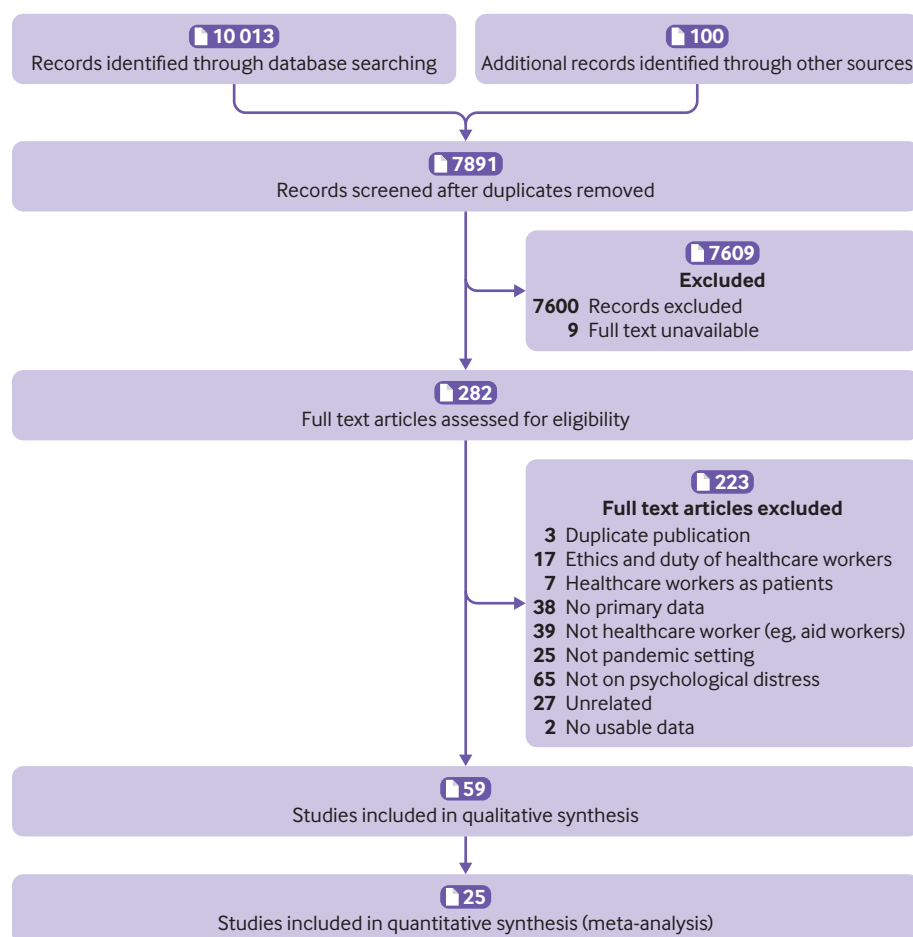 10 013
Records identified through database searching
100
Additional records identified through other sources
7891
Records screened after duplicates removed
7609
Excluded
7600 Records excluded
9 Full text unavailable
282
Full text articles assessed for eligibility
223
Full text articles excluded
3 Duplicate publication
17 Ethics and duty of healthcare workers
7 Healthcare workers as patients
38 No primary data
39 Not healthcare worker (eg, aid workers)
25 Not pandemic setting
65 Not on psychological distress
27 Unrelated
2 No usable data
59
Studies included in qualitative synthesis
25
Studies included in quantitative synthesis (meta-analysis)